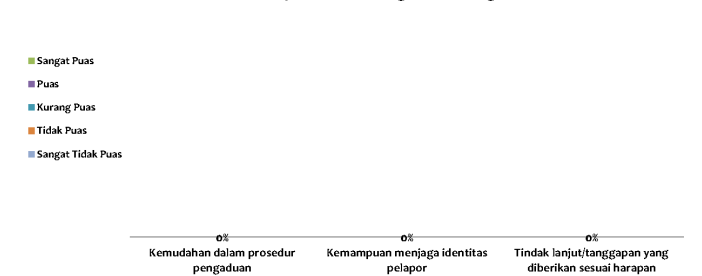 Sangat Puas
Puas
Kurang Puas
Tidak Puas
Sangat Tidak Puas
0% 0% 0%
Kemudahan dalam prosedur
pengaduan
Kemampuan menjaga identitas
pelapor
Tindak lanjut/tanggapan yang
diberikan sesuai harapan